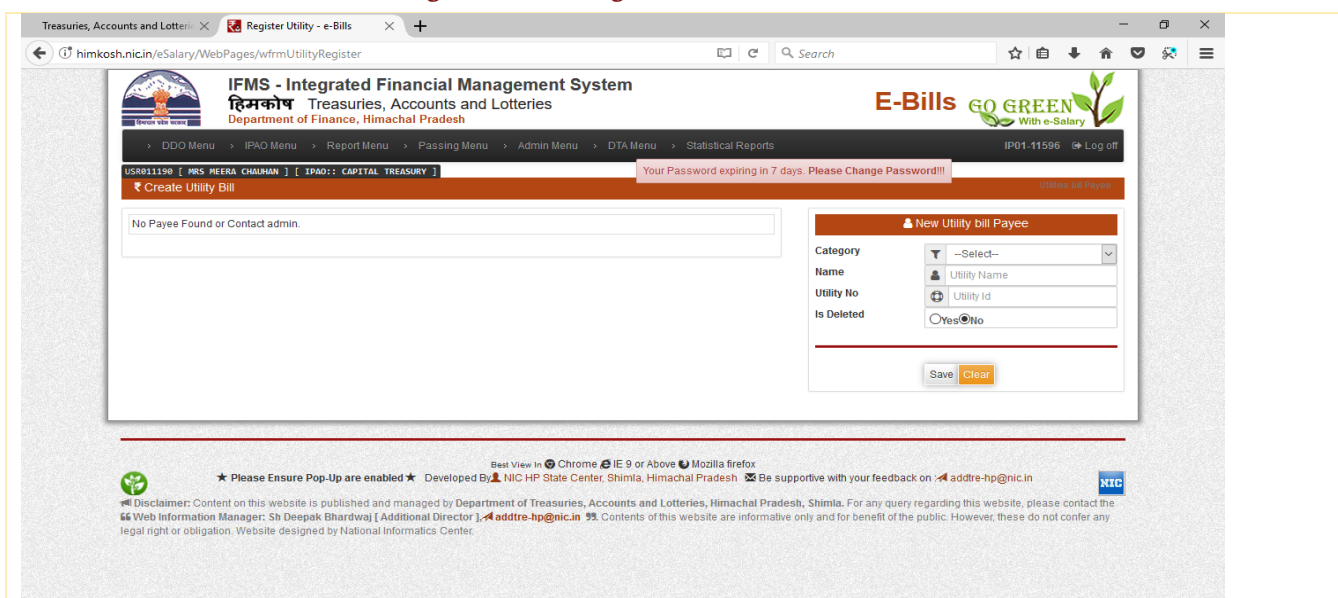 Treasuries, Accounts and Lotterie
Register Utility - e-Bills
himkosh.nic.in/eSalary/WebPages/wfrmUtilityRegister
Search
IFMS - Integrated Financial Management System
हिमकोष Treasuries, Accounts and Lotteries
Department of Finance, Himachal Pradesh
E-Bills GO GREEN
With e-Salary
› DDO Menu › IPAO Menu › Report Menu › Passing Menu › Admin Menu › DTA Menu › Statistical Reports IP01-11596 Log off
USR011190 [ MRS MEERA CHAUHAN ] [ IPAO:: CAPITAL TREASURY ]
Your Password expiring in 7 days. Please Change Password!!!
₹ Create Utility Bill
Utilities bill Payee
No Payee Found or Contact admin.
New Utility bill Payee
Category --Select--
Name Utility Name
Utility No Utility Id
Is Deleted Yes No
Save Clear
Best View In Chrome IE 9 or Above Mozilla firefox
★ Please Ensure Pop-Up are enabled ★ Developed By NIC HP State Center, Shimla, Himachal Pradesh Be supportive with your feedback on : addtre-hp@nic.in
NIC
Disclaimer: Content on this website is published and managed by Department of Treasuries, Accounts and Lotteries, Himachal Pradesh, Shimla. For any query regarding this website, please contact the
Web Information Manager: Sh Deepak Bhardwaj [ Additional Director ], addtre-hp@nic.in . Contents of this website are informative only and for benefit of the public. However, these do not confer any
legal right or obligation. Website designed by National Informatics Center.